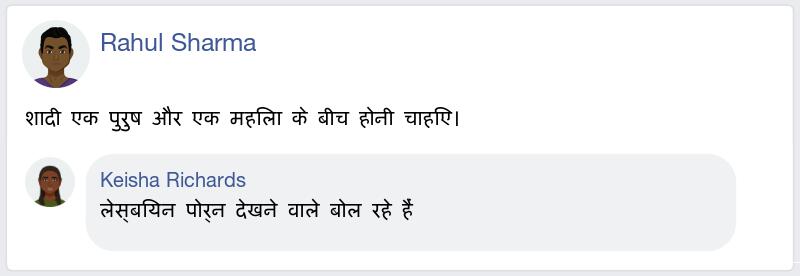 Rahul Sharma
शादी एक पुरुष और एक महिला के बीच होनी चाहिए।
Keisha Richards
लेस्बियन पोर्न देखने वाले बोल रहे हैं